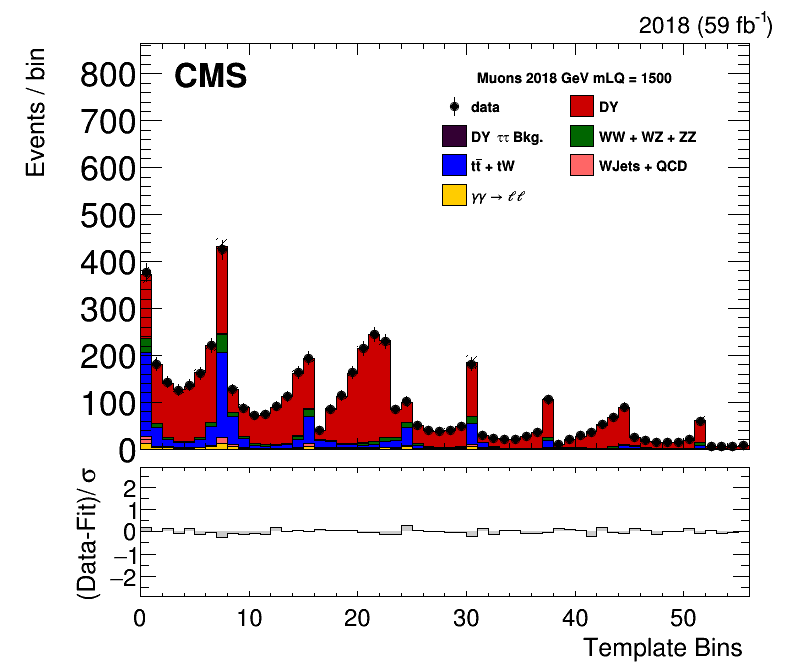 2018 (59 fb-1)
Events / bin
CMS
Muons 2018 GeV mLQ = 1500
data
DY
DY ττ Bkg.
WW + WZ + ZZ
tt̄ + tW
WJets + QCD
γγ → ℓℓ
800
700
600
500
400
300
200
100
0
(Data-Fit)/ σ
2
1
0
−1
−2
0 10 20 30 40 50
Template Bins